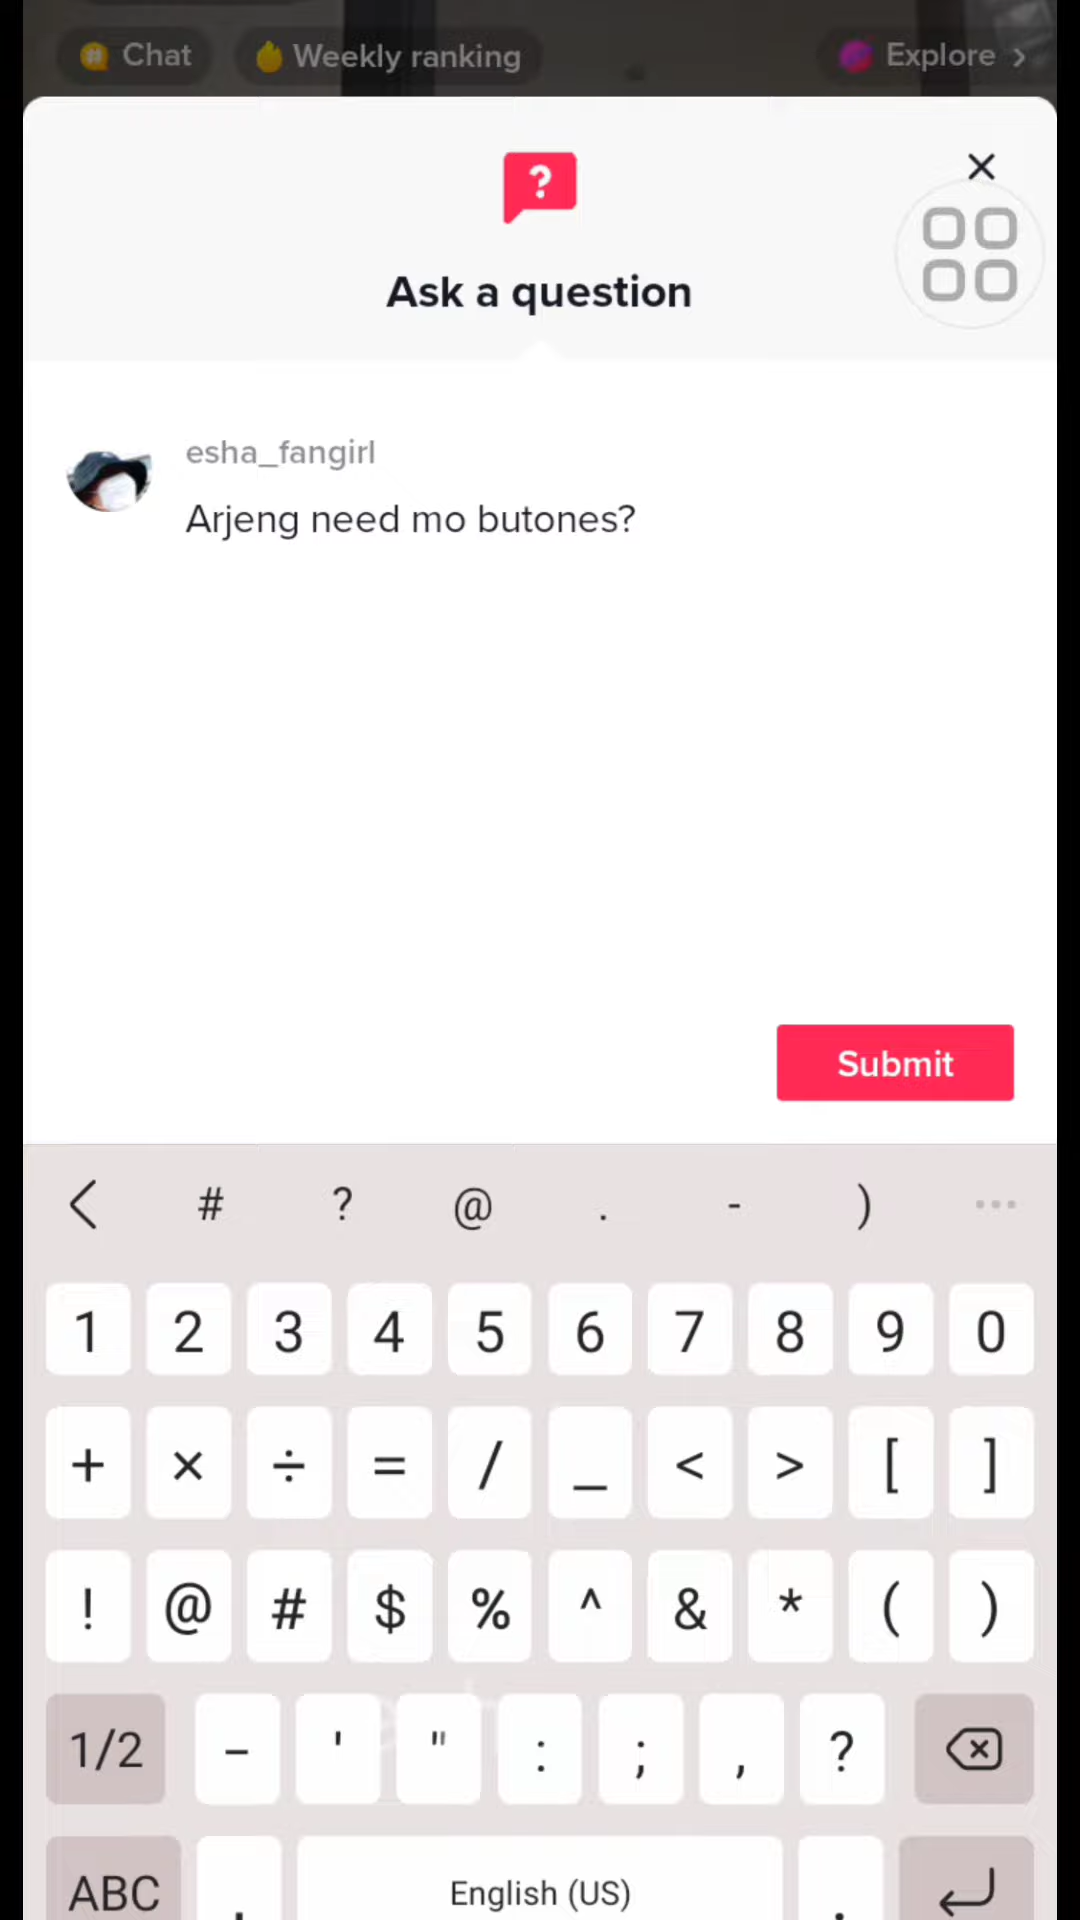 Chat Weekly ranking Explore >
?
Ask a question
esha_fangirl
Arjeng need mo butones?
Submit
# ? @ . - ) ...
1 2 3 4 5 6 7 8 9 0
+ × ÷ = / _ < > [ ]
! @ # $ % ^ & * ( )
1/2 - ' " : ; , ?
ABC , English (US) .